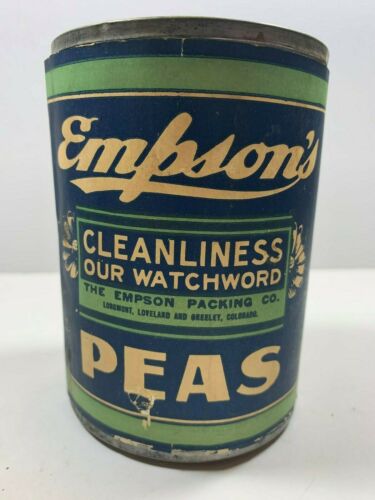 Empson's
CLEANLINESS
OUR WATCHWORD
THE EMPSON PACKING CO.
LONGMONT, LOVELAND AND GREELEY, COLORADO.
PEAS